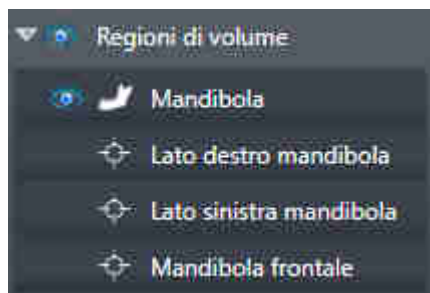 Regioni di volume
Mandibola
Lato destro mandibola
Lato sinistra mandibola
Mandibola frontale